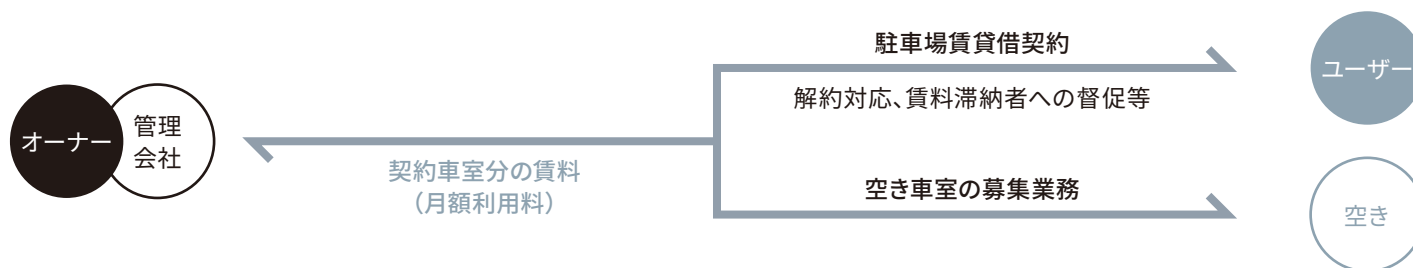 オーナー
管理
会社
契約車室分の賃料
(月額利用料)
駐車場賃貸借契約
解約対応、賃料滞納者への督促等
空き車室の募集業務
ユーザー
空き